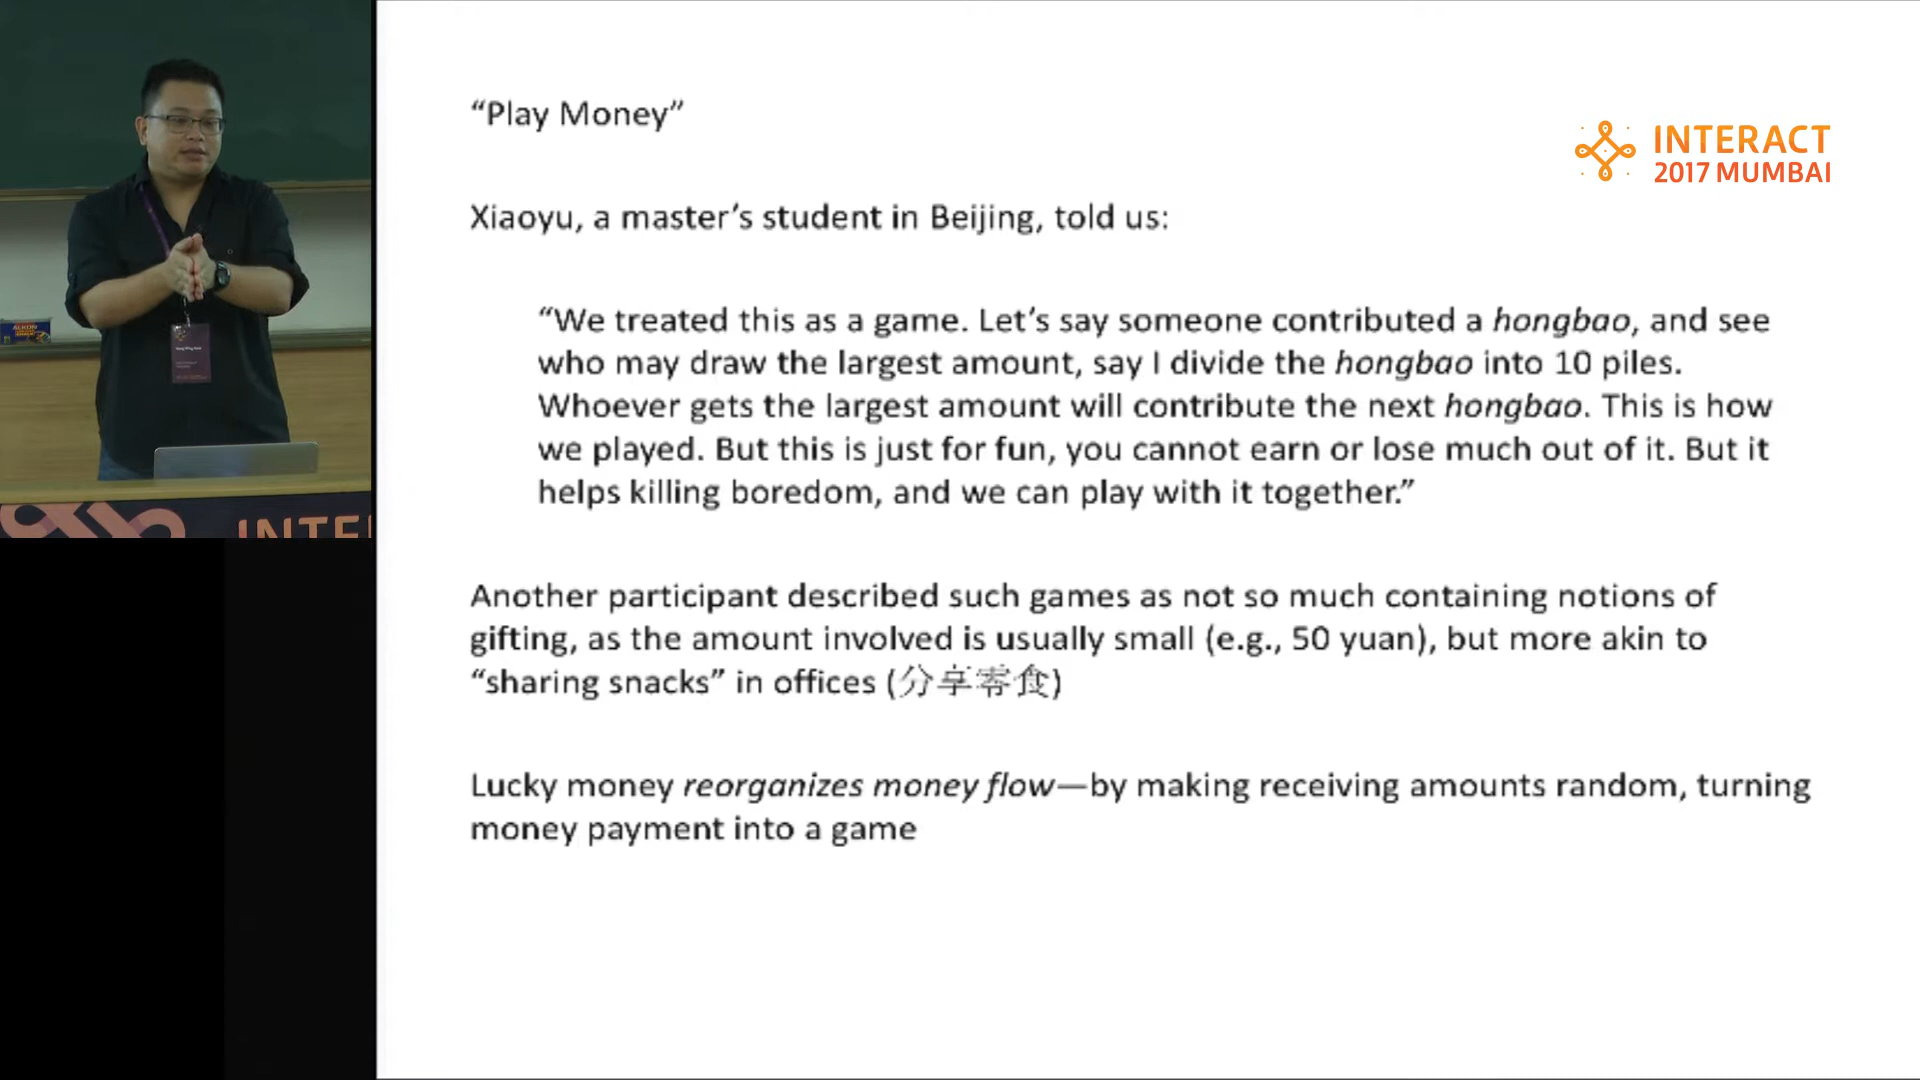 “Play Money”
INTERACT
2017 MUMBAI
Xiaoyu, a master’s student in Beijing, told us:
“We treated this as a game. Let’s say someone contributed a hongbao, and see
who may draw the largest amount, say I divide the hongbao into 10 piles.
Whoever gets the largest amount will contribute the next hongbao. This is how
we played. But this is just for fun, you cannot earn or lose much out of it. But it
helps killing boredom, and we can play with it together.”
Another participant described such games as not so much containing notions of
gifting, as the amount involved is usually small (e.g., 50 yuan), but more akin to
“sharing snacks” in offices (分享零食)
Lucky money reorganizes money flow—by making receiving amounts random, turning
money payment into a game
INTE